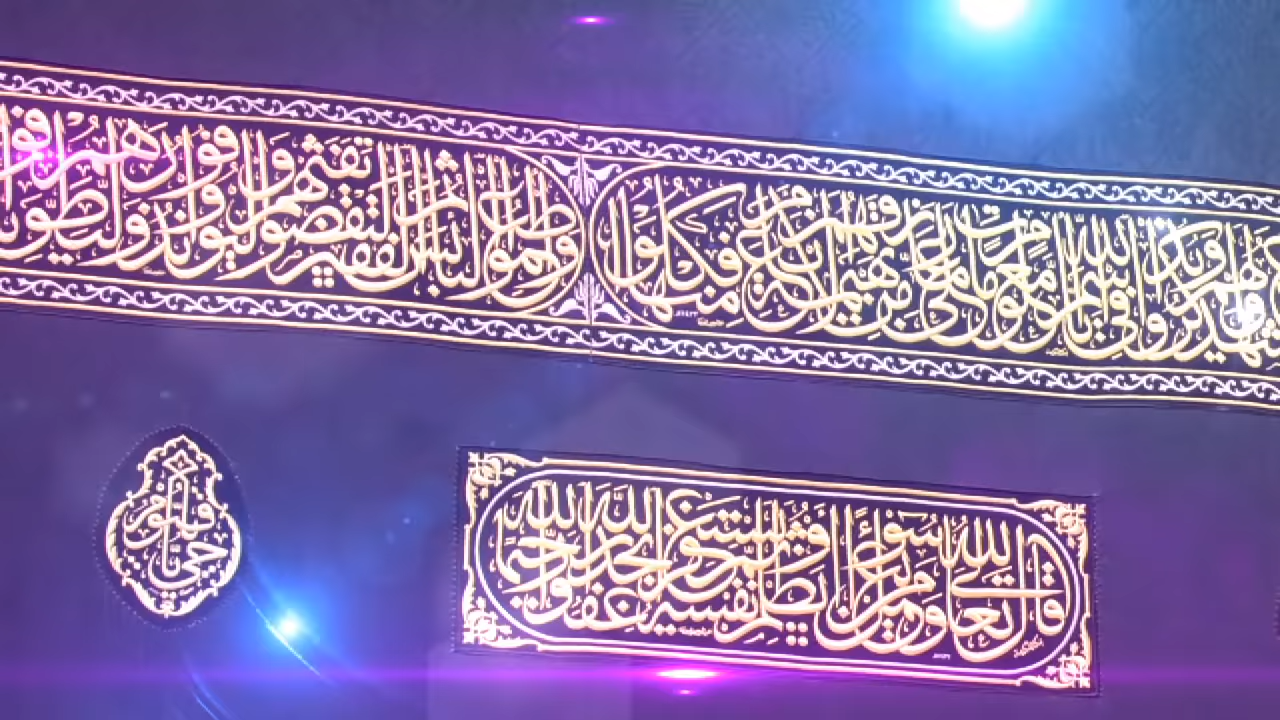 لهم ويذكروا اسم الله في أيام معلومات على ما رزقهم من بهيمة الأنعام فكلوا منها وأطعموا البائس الفقير ثم ليقضوا تفثهم وليوفوا نذورهم وليطوفوا
قال الله تعالى ومن يعمل سوءا أو يظلم نفسه ثم يستغفر الله يجد الله غفورا رحيما
يا حي يا قيوم